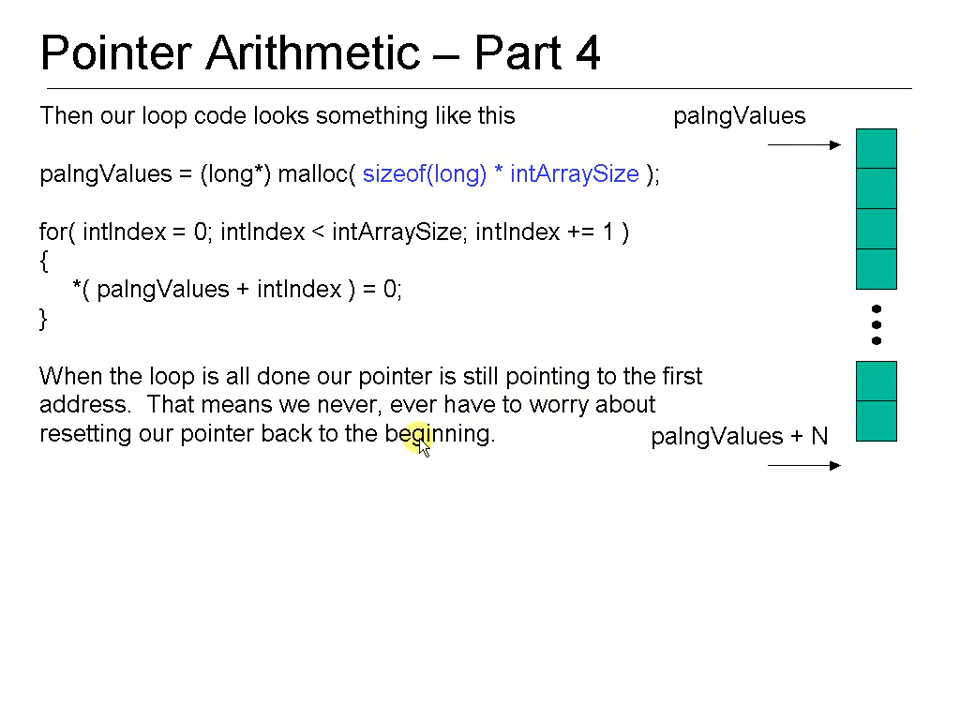 Pointer Arithmetic – Part 4
Then our loop code looks something like this
palngValues
palngValues = (long*) malloc( sizeof(long) * intArraySize );
for( intIndex = 0; intIndex < intArraySize; intIndex += 1 )
{
*( palngValues + intIndex ) = 0;
}
When the loop is all done our pointer is still pointing to the first
address.  That means we never, ever have to worry about
resetting our pointer back to the beginning.
palngValues + N